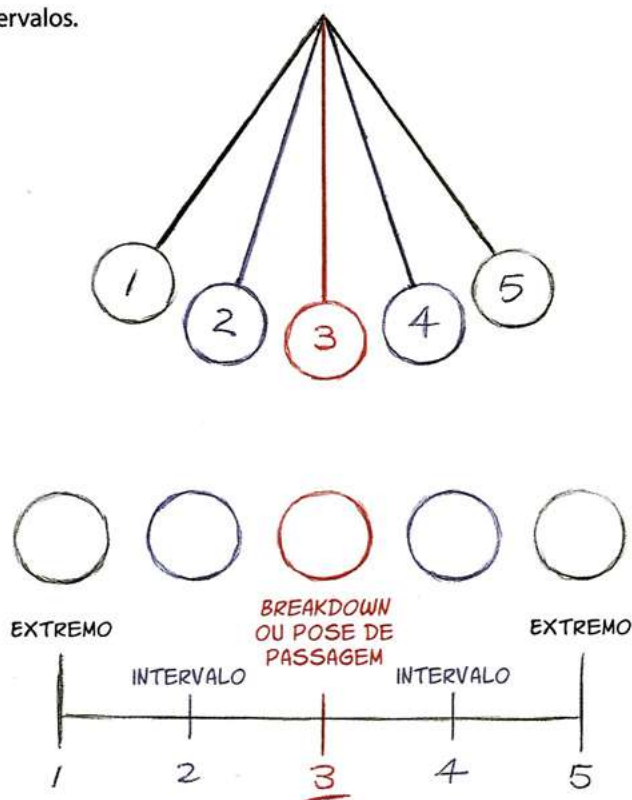 ervalos.
1
2
3
4
5
EXTREMO
BREAKDOWN
OU POSE DE
PASSAGEM
EXTREMO
INTERVALO
INTERVALO
1 2 3 4 5